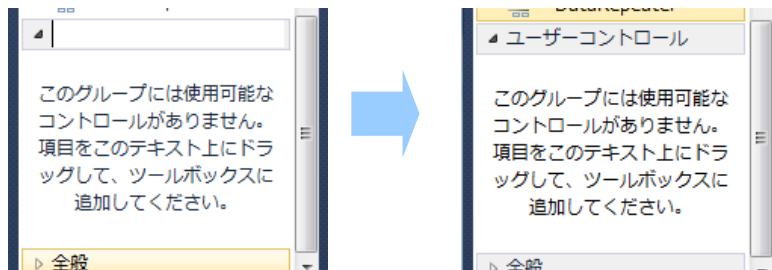 このグループには使用可能な
コントロールがありません。
項目をこのテキスト上にドラ
ッグして、ツールボックスに
追加してください。
全般
DataRepeater
ユーザーコントロール
このグループには使用可能な
コントロールがありません。
項目をこのテキスト上にドラ
ッグして、ツールボックスに
追加してください。
全般